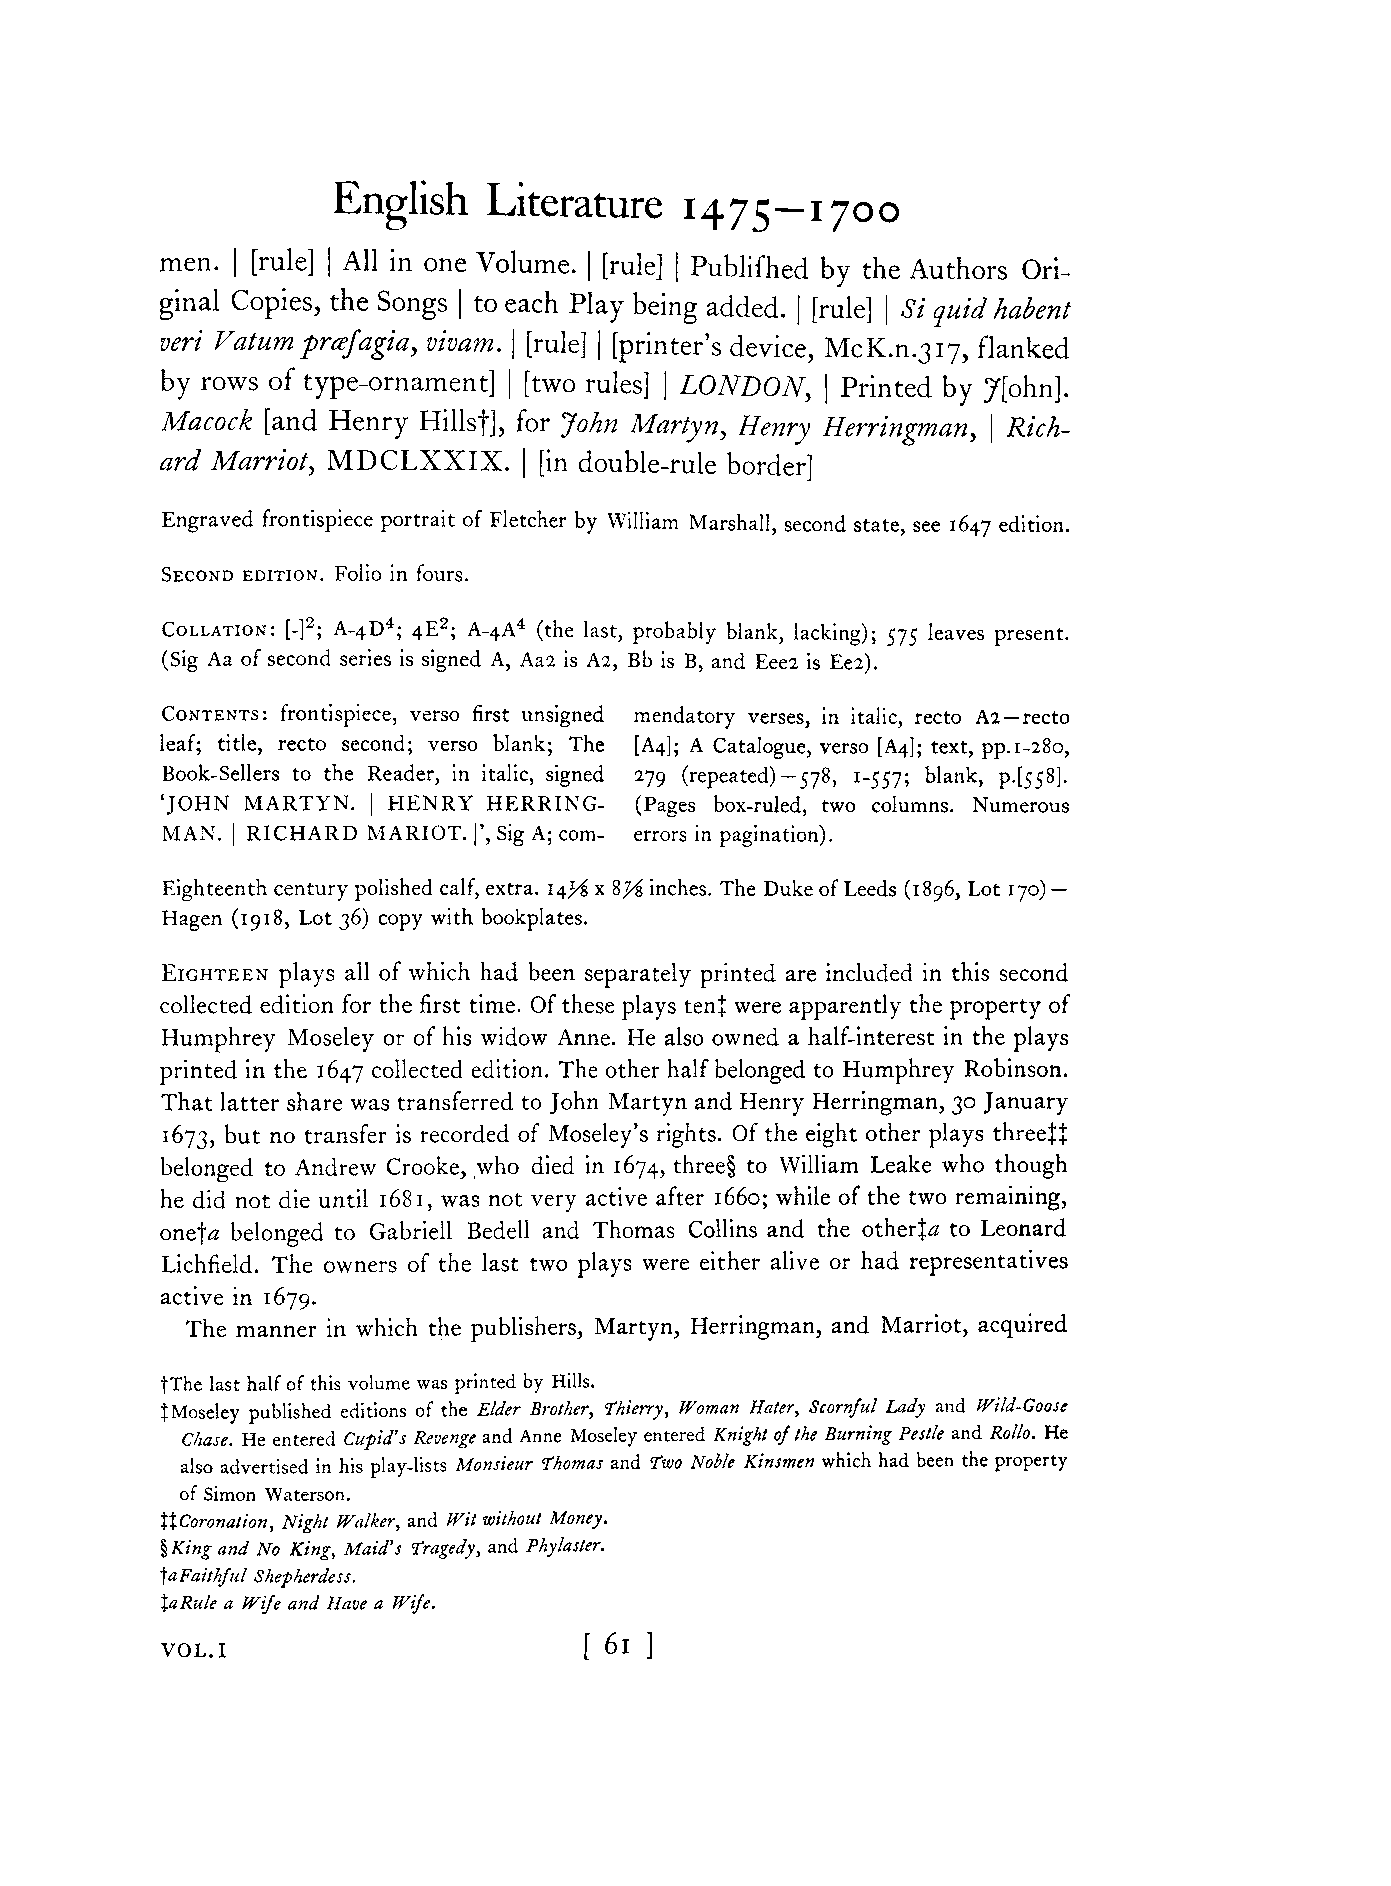 English Literature 1475–1700
men. | [rule] | All in one Volume. | [rule] | Publiſhed by the Authors Ori-
ginal Copies, the Songs | to each Play being added. | [rule] | Si quid habent
veri Vatum præſagia, vivam. | [rule] | [printer's device, McK.n.317, flanked
by rows of type-ornament] | [two rules] | LONDON, | Printed by J[ohn].
Macock [and Henry Hills†], for John Martyn, Henry Herringman, | Rich-
ard Marriot, MDCLXXIX. | [in double-rule border]
Engraved frontispiece portrait of Fletcher by William Marshall, second state, see 1647 edition.
SECOND EDITION. Folio in fours.
COLLATION: [-]²; A-4D⁴; 4E²; A-4A⁴ (the last, probably blank, lacking); 575 leaves present.
(Sig Aa of second series is signed A, Aa2 is A2, Bb is B, and Eee2 is Ee2).
CONTENTS: frontispiece, verso first unsigned
leaf; title, recto second; verso blank; The
Book-Sellers to the Reader, in italic, signed
'JOHN MARTYN. | HENRY HERRING-
MAN. | RICHARD MARIOT. |', Sig A; com-
mendatory verses, in italic, recto A2—recto
[A4]; A Catalogue, verso [A4]; text, pp.1-280,
279 (repeated)—578, 1-557; blank, p.[558].
(Pages box-ruled, two columns. Numerous
errors in pagination).
Eighteenth century polished calf, extra. 14⅛ x 8⅞ inches. The Duke of Leeds (1896, Lot 170)—
Hagen (1918, Lot 36) copy with bookplates.
EIGHTEEN plays all of which had been separately printed are included in this second
collected edition for the first time. Of these plays ten‡ were apparently the property of
Humphrey Moseley or of his widow Anne. He also owned a half-interest in the plays
printed in the 1647 collected edition. The other half belonged to Humphrey Robinson.
That latter share was transferred to John Martyn and Henry Herringman, 30 January
1673, but no transfer is recorded of Moseley's rights. Of the eight other plays three‡‡
belonged to Andrew Crooke, who died in 1674, three§ to William Leake who though
he did not die until 1681, was not very active after 1660; while of the two remaining,
one†a belonged to Gabriell Bedell and Thomas Collins and the other‡a to Leonard
Lichfield. The owners of the last two plays were either alive or had representatives
active in 1679.
The manner in which the publishers, Martyn, Herringman, and Marriot, acquired
†The last half of this volume was printed by Hills.
‡Moseley published editions of the Elder Brother, Thierry, Woman Hater, Scornful Lady and Wild-Goose
Chase. He entered Cupid's Revenge and Anne Moseley entered Knight of the Burning Pestle and Rollo. He
also advertised in his play-lists Monsieur Thomas and Two Noble Kinsmen which had been the property
of Simon Waterson.
‡‡Coronation, Night Walker, and Wit without Money.
§King and No King, Maid's Tragedy, and Phylaster.
†aFaithful Shepherdess.
‡aRule a Wife and Have a Wife.
VOL.I
[ 61 ]